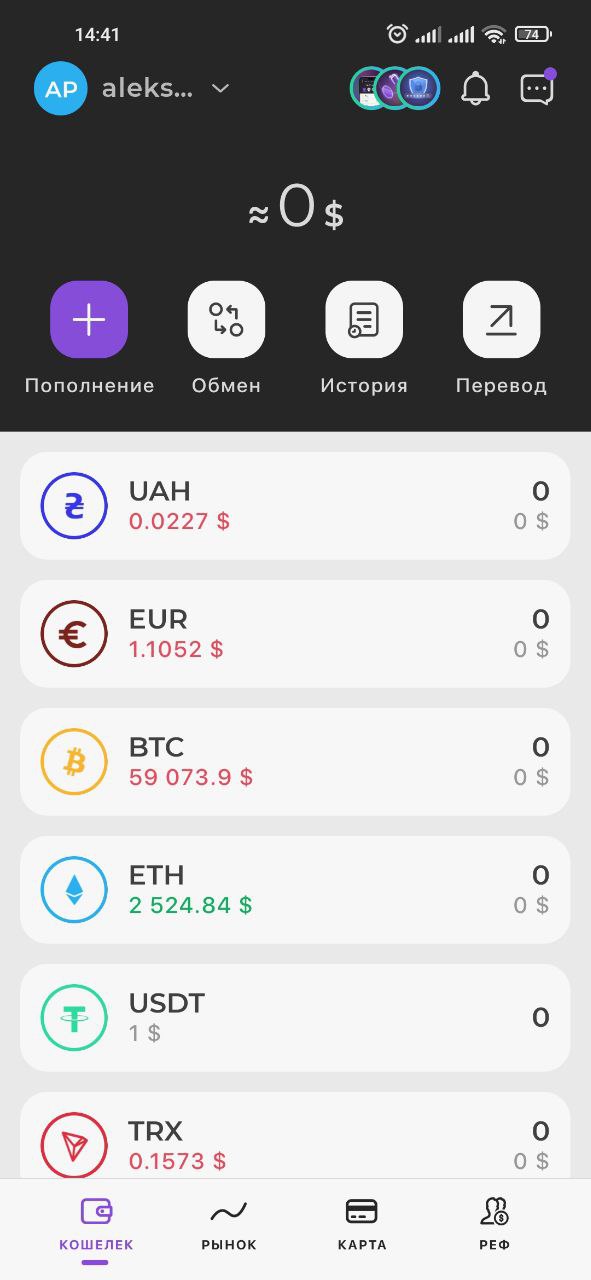 14:41
74
AP
aleks...
≈ 0 $
Пополнение
Обмен
История
Перевод
UAH
0
0.0227 $
0 $
EUR
0
1.1052 $
0 $
BTC
0
59 073.9 $
0 $
ETH
0
2 524.84 $
0 $
USDT
0
1 $
TRX
0
0.1573 $
0 $
КОШЕЛЕК
РЫНОК
КАРТА
РЕФ